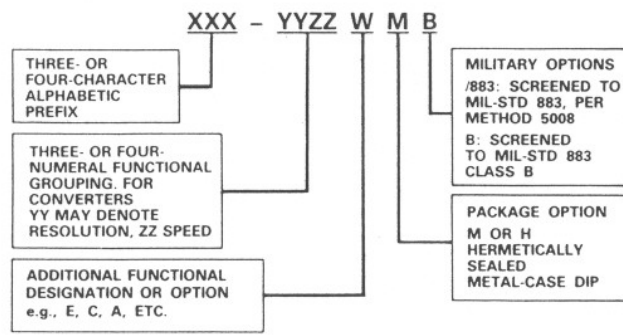 XXX - YYZZ W M B
THREE- OR
FOUR-CHARACTER
ALPHABETIC
PREFIX
THREE- OR FOUR-
NUMERAL FUNCTIONAL
GROUPING. FOR
CONVERTERS
YY MAY DENOTE
RESOLUTION, ZZ SPEED
ADDITIONAL FUNCTIONAL
DESIGNATION OR OPTION
e.g., E, C, A, ETC.
MILITARY OPTIONS
/883: SCREENED TO
MIL-STD 883, PER
METHOD 5008
B: SCREENED
TO MIL-STD 883
CLASS B
PACKAGE OPTION
M OR H
HERMETICALLY
SEALED
METAL-CASE DIP